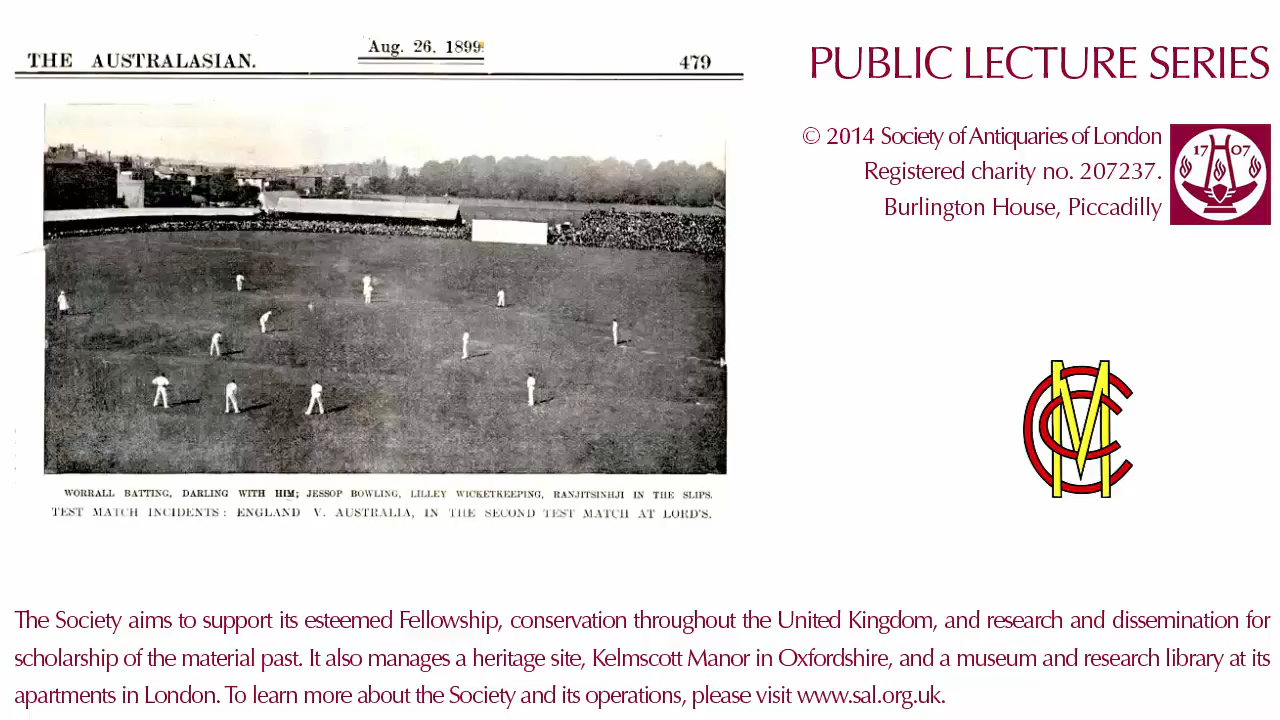 THE AUSTRALASIAN.
Aug. 26, 1899.
479
WORRALL BATTING, DARLING WITH HIM; JESSOP BOWLING, LILLEY WICKETKEEPING, RANJITSINHJI IN THE SLIPS.
TEST MATCH INCIDENTS: ENGLAND V. AUSTRALIA, IN THE SECOND TEST MATCH AT LORD'S.
PUBLIC LECTURE SERIES
© 2014 Society of Antiquaries of London
Registered charity no. 207237.
Burlington House, Piccadilly
1707
MCC
The Society aims to support its esteemed Fellowship, conservation throughout the United Kingdom, and research and dissemination for
scholarship of the material past. It also manages a heritage site, Kelmscott Manor in Oxfordshire, and a museum and research library at its
apartments in London. To learn more about the Society and its operations, please visit www.sal.org.uk.